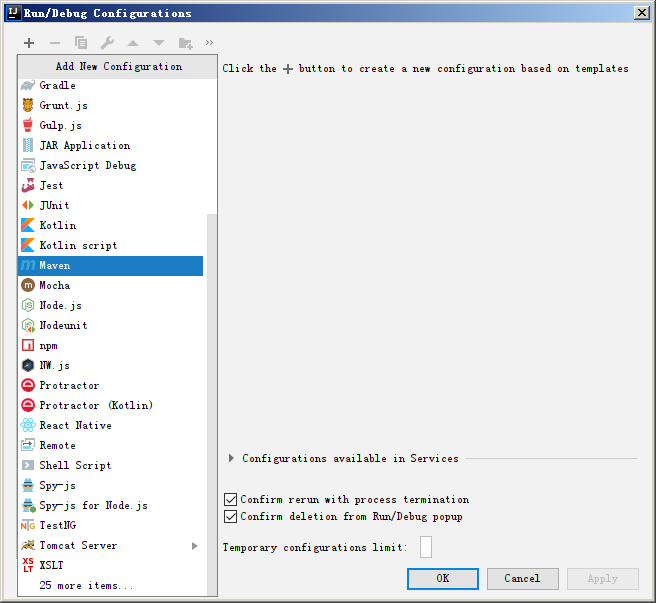 Run/Debug Configurations
Add New Configuration
Gradle
Grunt.js
Gulp.js
JAR Application
JavaScript Debug
Jest
JUnit
Kotlin
Kotlin script
Maven
Mocha
Node.js
Nodeunit
npm
NW.js
Protractor
Protractor (Kotlin)
React Native
Remote
Shell Script
Spy-js
Spy-js for Node.js
TestNG
Tomcat Server
XSLT
25 more items...
Click the + button to create a new configuration based on templates
Configurations available in Services
Confirm rerun with process termination
Confirm deletion from Run/Debug popup
Temporary configurations limit:
OK
Cancel
Apply